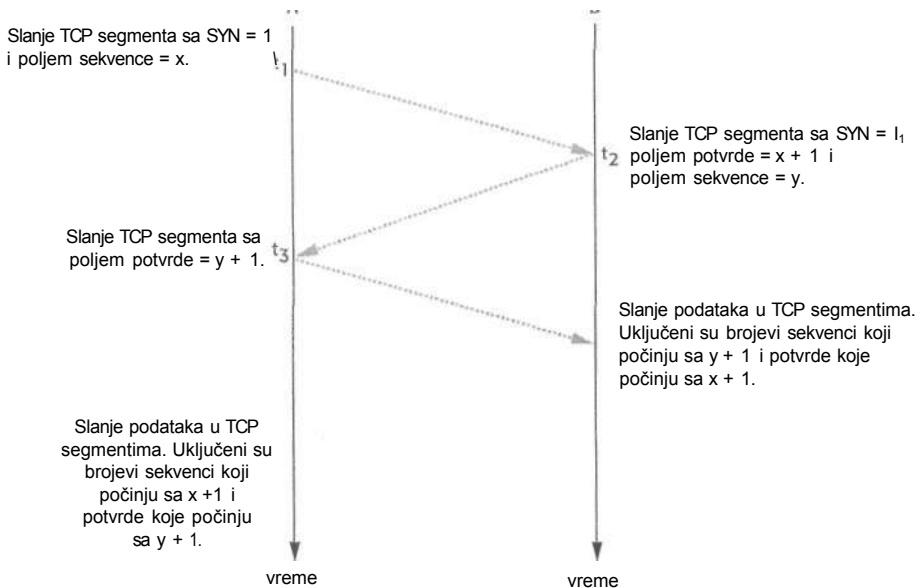 Slanje TCP segmenta sa SYN = 1
i poljem sekvence = x.
t1
Slanje TCP segmenta sa SYN = I1
poljem potvrde = x + 1 i
poljem sekvence = y.
t2
Slanje TCP segmenta sa
poljem potvrde = y + 1.
t3
Slanje podataka u TCP segmentima.
Uključeni su brojevi sekvenci koji
počinju sa y + 1 i potvrde koje
počinju sa x + 1.
Slanje podataka u TCP
segmentima. Uključeni su
brojevi sekvenci koji
počinju sa x +1 i
potvrde koje počinju
sa y + 1.
vreme
vreme